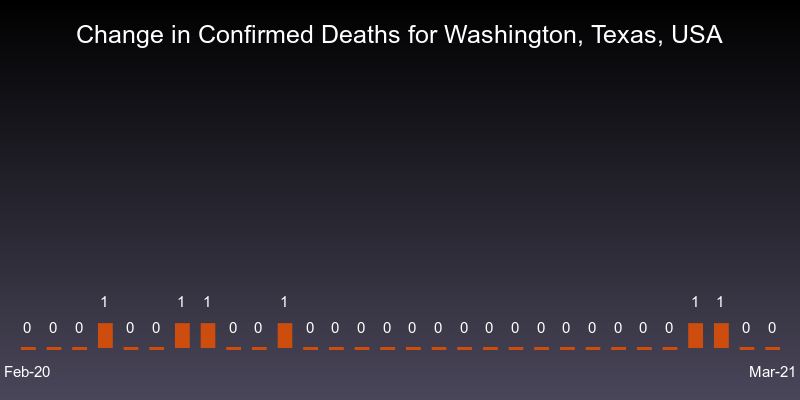 Change in Confirmed Deaths for Washington, Texas, USA
0 0 0 1 0 0 1 1 0 0 1 0 0 0 0 0 0 0 0 0 0 0 0 0 0 0 1 1 0 0
Feb-20 Mar-21